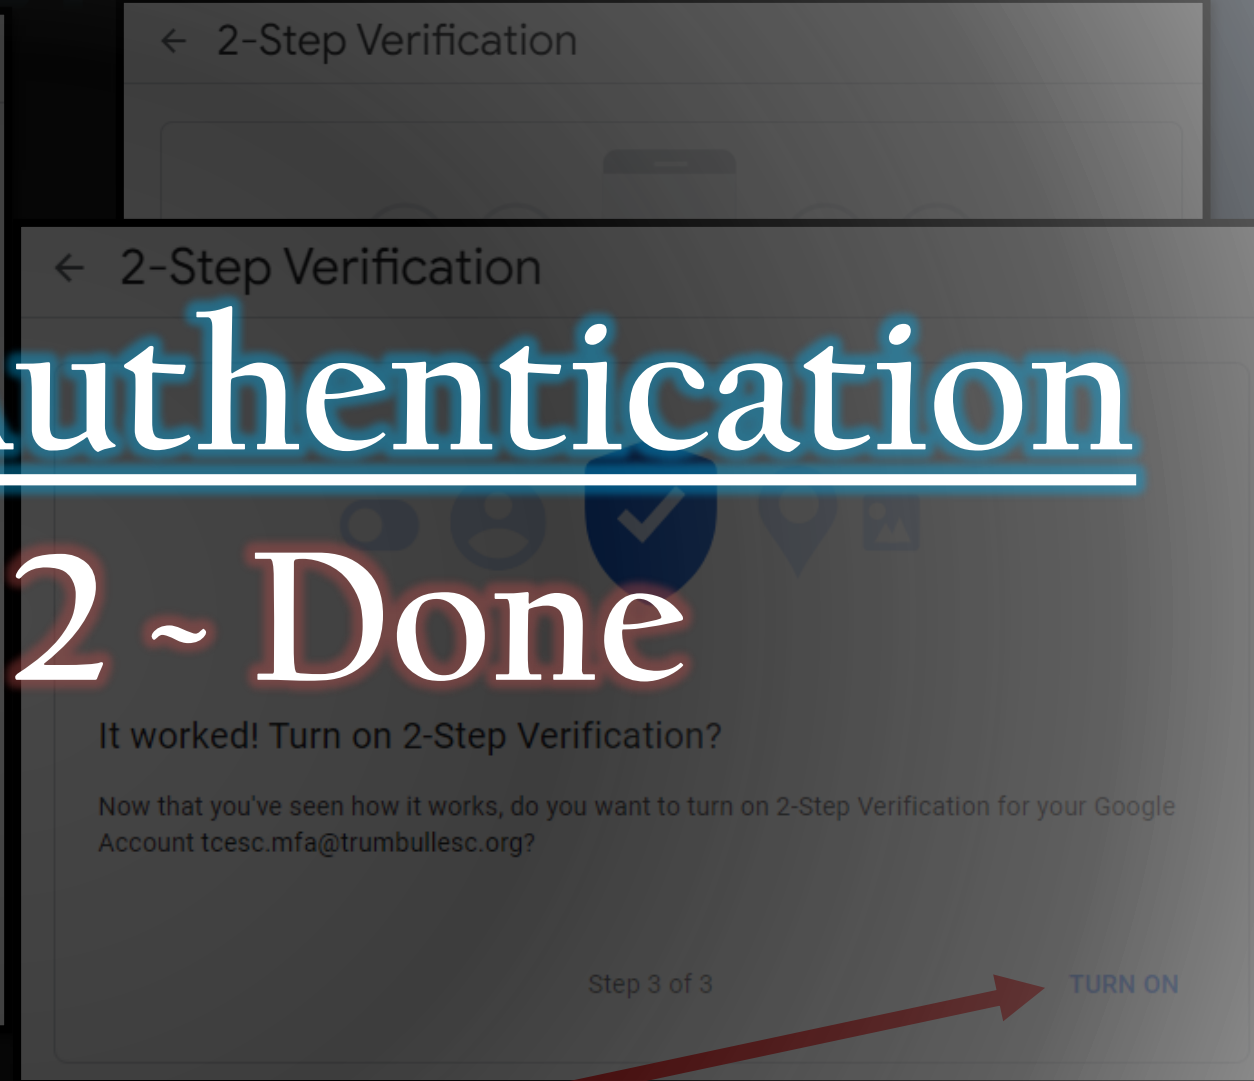 2-Step Verification
2-Step Verification
uthentication
2 ~ Done
It worked! Turn on 2-Step Verification?
Now that you've seen how it works, do you want to turn on 2-Step Verification for your Google
Account tcesc.mfa@trumbullesc.org?
Step 3 of 3 TURN ON